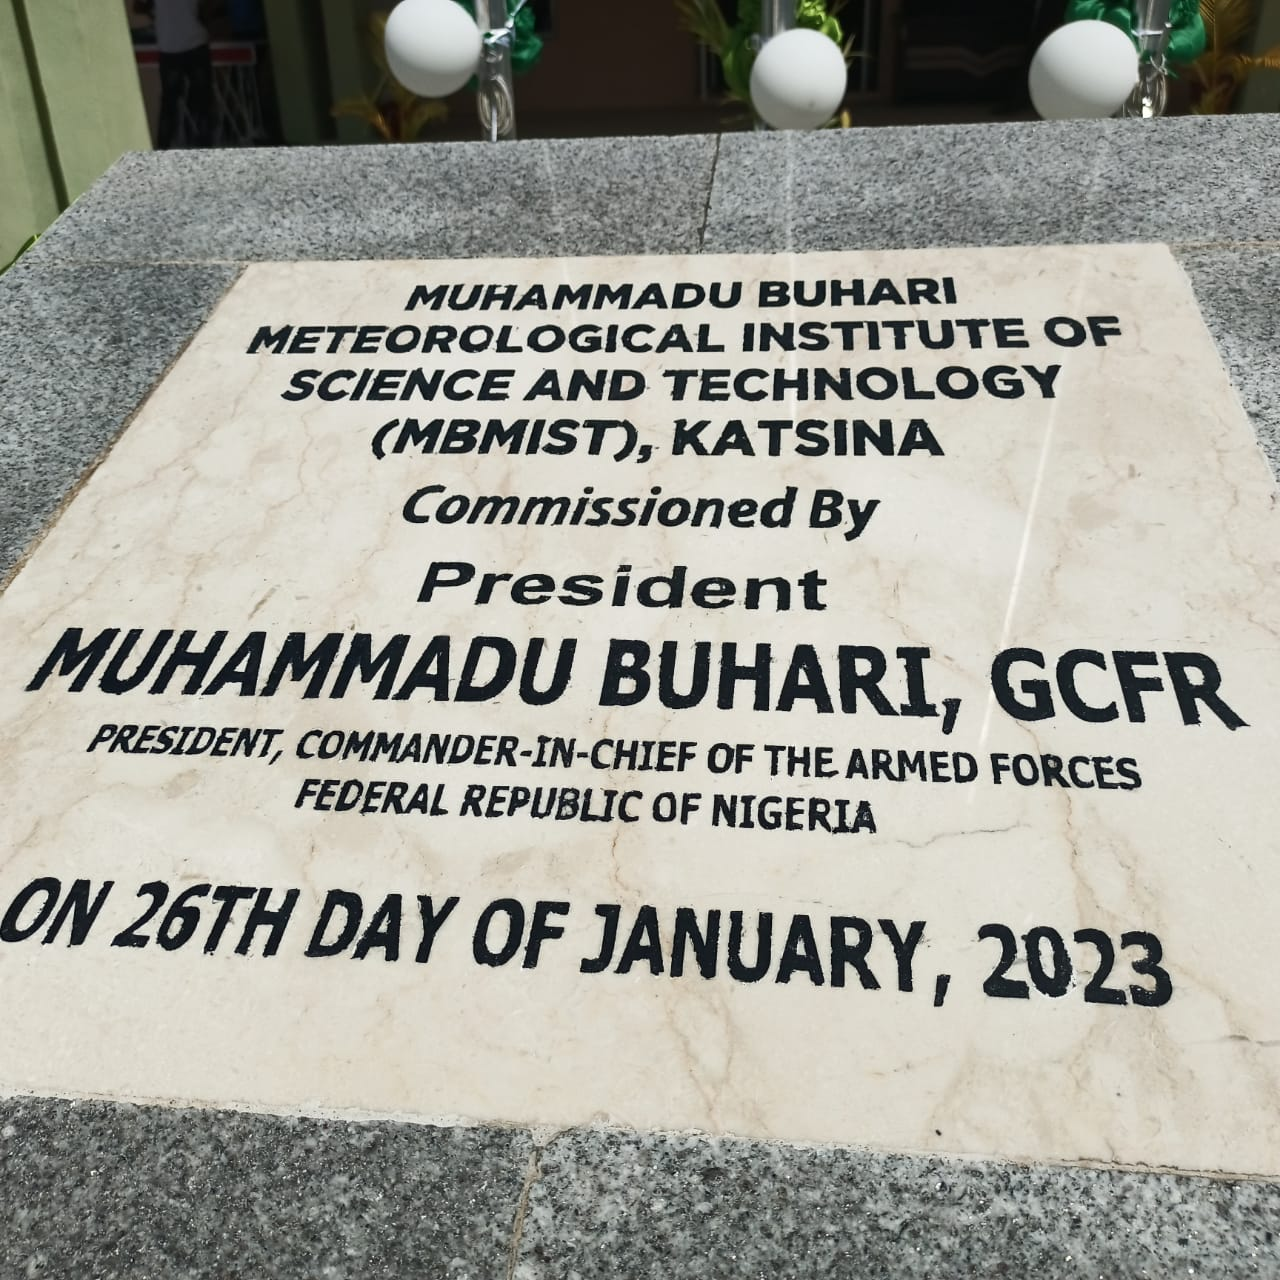 MUHAMMADU BUHARI
METEOROLOGICAL INSTITUTE OF
SCIENCE AND TECHNOLOGY
(MBMIST), KATSINA
Commissioned By
President
MUHAMMADU BUHARI, GCFR
PRESIDENT, COMMANDER-IN-CHIEF OF THE ARMED FORCES
FEDERAL REPUBLIC OF NIGERIA
ON 26TH DAY OF JANUARY, 2023